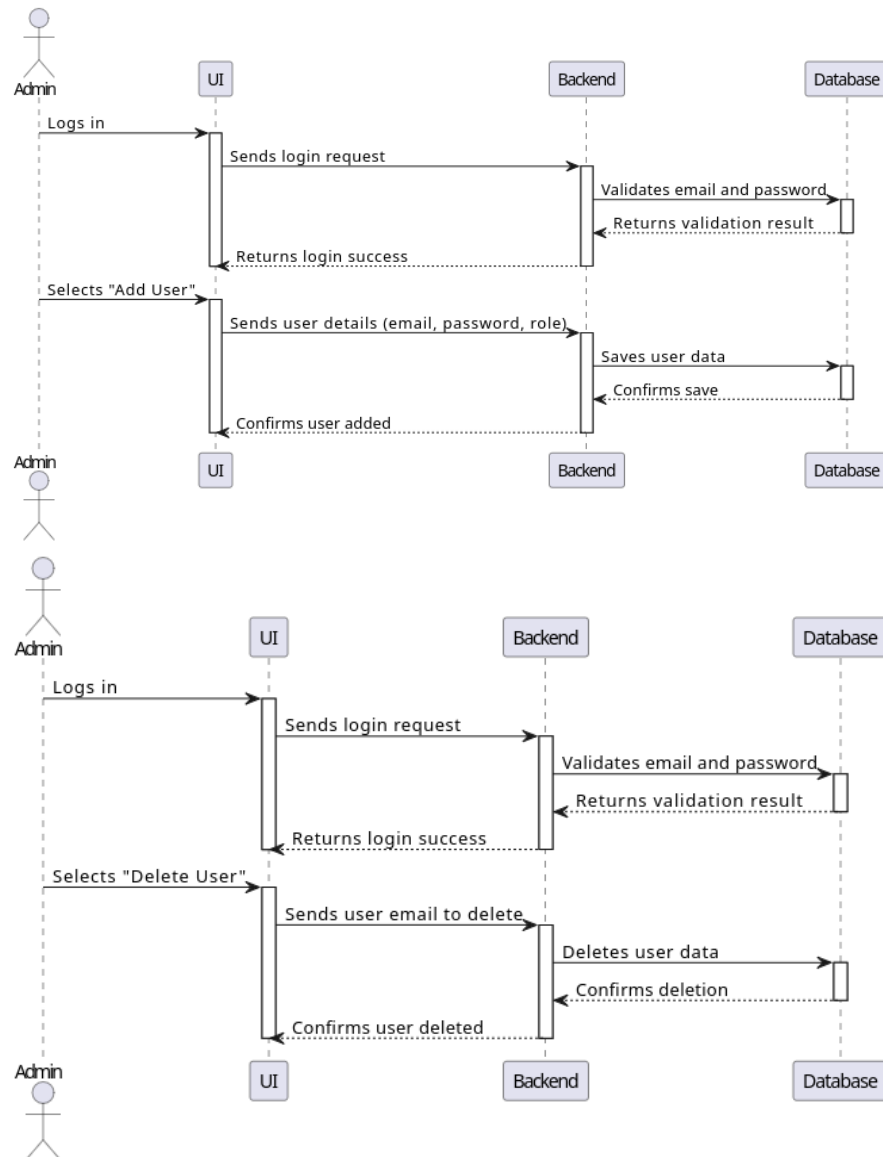 Admin
UI
Backend
Database
Logs in
Sends login request
Validates email and password
Returns validation result
Returns login success
Selects "Add User"
Sends user details (email, password, role)
Saves user data
Confirms save
Confirms user added
Admin
UI
Backend
Database
Admin
UI
Backend
Database
Logs in
Sends login request
Validates email and password
Returns validation result
Returns login success
Selects "Delete User"
Sends user email to delete
Deletes user data
Confirms deletion
Confirms user deleted
Admin
UI
Backend
Database